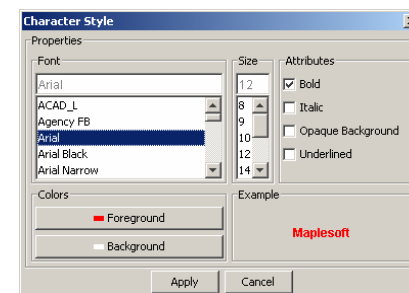 Character Style
Properties
Font
Size
Attributes
Arial
12
Bold
ACAD_L
8
Italic
Agency FB
9
Arial
10
Opaque Background
Arial Black
12
Underlined
Arial Narrow
14
Colors
Example
Foreground
Maplesoft
Background
Apply
Cancel